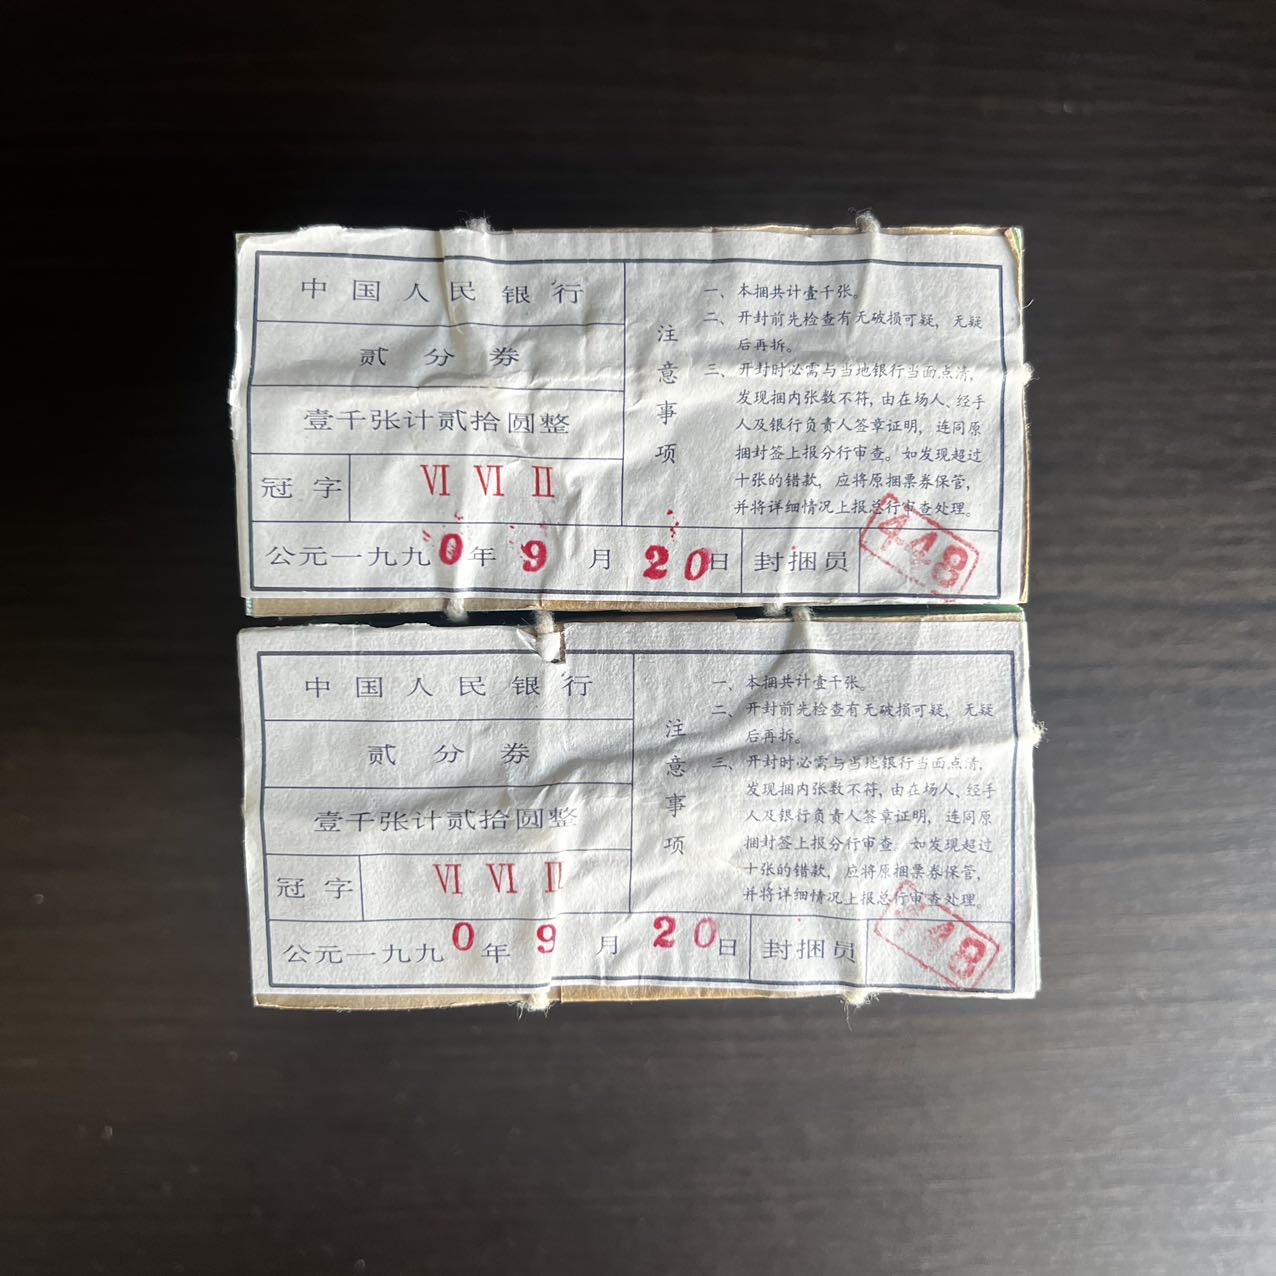 中国人民银行
贰分券
壹千张计贰拾圆整
冠字 Ⅵ Ⅵ Ⅱ
公元一九九0年9月20日
注意事项
一、本捆共计壹千张。
二、开封前先检查有无破损可疑，无疑
后再拆。
三、开封时必需与当地银行当面点清，
发现捆内张数不符，由在场人、经手
人及银行负责人签章证明，连同原
捆封签上报分行审查。如发现超过
十张的错款，应将原捆票券保管，
并将详细情况上报总行审查处理。
封捆员 448
中国人民银行
贰分券
壹千张计贰拾圆整
冠字 Ⅵ Ⅵ Ⅱ
公元一九九0年9月20日
注意事项
一、本捆共计壹千张。
二、开封前先检查有无破损可疑，无疑
后再拆。
三、开封时必需与当地银行当面点清，
发现捆内张数不符，由在场人、经手
人及银行负责人签章证明，连同原
捆封签上报分行审查。如发现超过
十张的错款，应将原捆票券保管，
并将详细情况上报总行审查处理。
封捆员